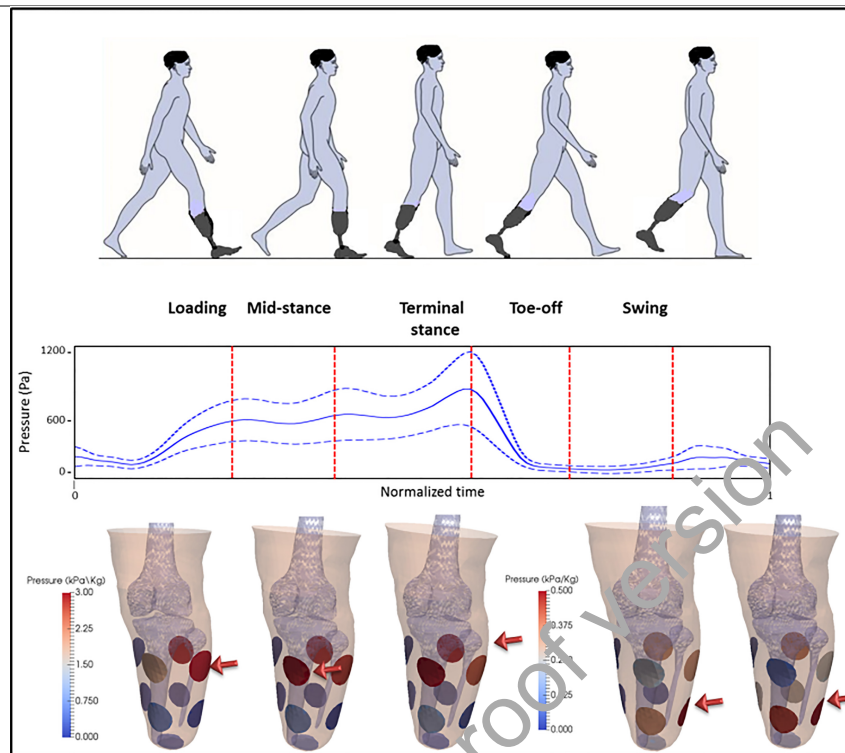 Loading Mid-stance Terminal stance Toe-off Swing
1200
600
0
Pressure (Pa)
0 Normalized time 1
Pressure (kPa\Kg)
3.00
2.25
1.50
0.750
0.000
Pressure (kPa/Kg)
0.500
0.375
0.000
proof version